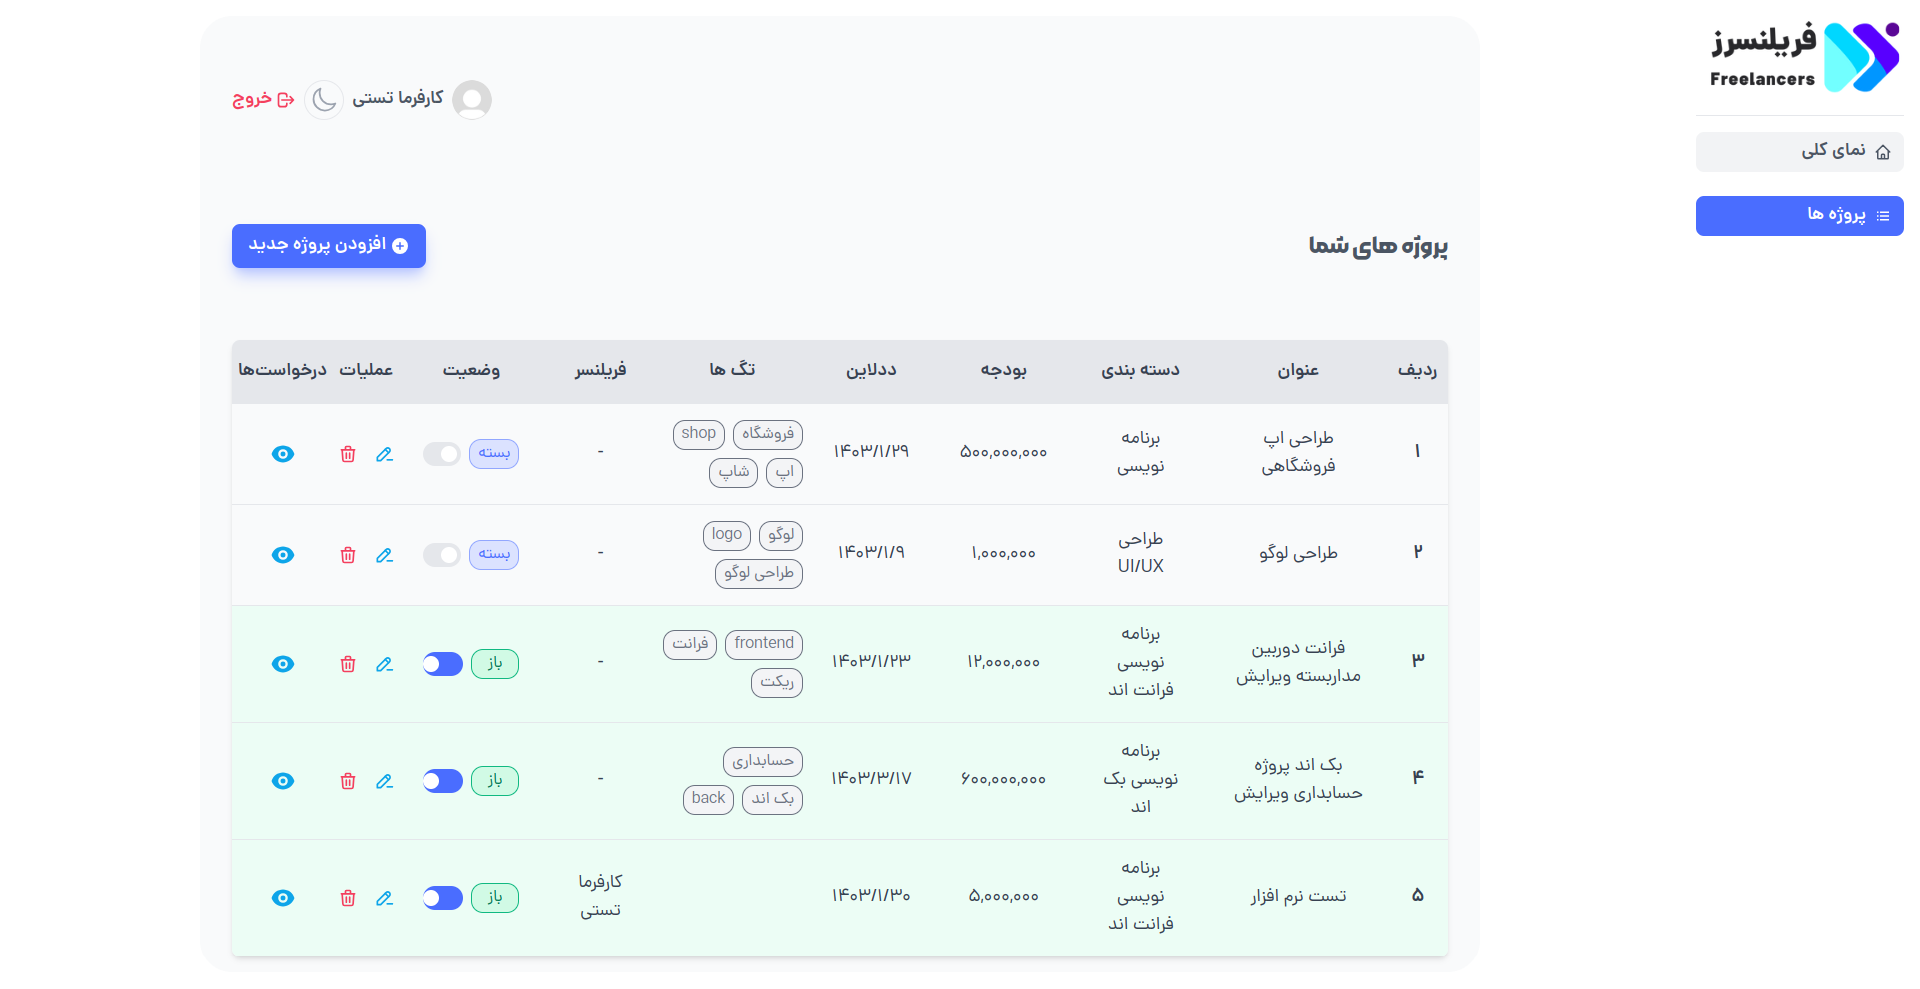 فریلنسرز
Freelancers
نمای کلی
پروژه ها
کارفرما تستی
خروج
پروژه های شما
افزودن پروژه جدید
ردیف عنوان دسته بندی بودجه ددلاین تگ ها فریلنسر وضعیت عملیات درخواست‌ها
۱
طراحی اپ
فروشگاهی
برنامه
نویسی
۵۰۰,۰۰۰,۰۰۰
۱۴۰۳/۱/۲۹
فروشگاه shop
اپ شاپ
-
بسته
۲
طراحی لوگو
طراحی
UI/UX
۱,۰۰۰,۰۰۰
۱۴۰۳/۱/۹
لوگو logo
طراحی لوگو
-
بسته
۳
فرانت دوربین
مداربسته ویرایش
برنامه
نویسی
فرانت اند
۱۲,۰۰۰,۰۰۰
۱۴۰۳/۱/۲۳
frontend فرانت
ریکت
-
باز
۴
بک اند پروژه
حسابداری ویرایش
برنامه
نویسی بک
اند
۶۰۰,۰۰۰,۰۰۰
۱۴۰۳/۳/۱۷
حسابداری
بک اند back
-
باز
۵
تست نرم افزار
برنامه
نویسی
فرانت اند
۵,۰۰۰,۰۰۰
۱۴۰۳/۱/۳۰
کارفرما
تستی
باز